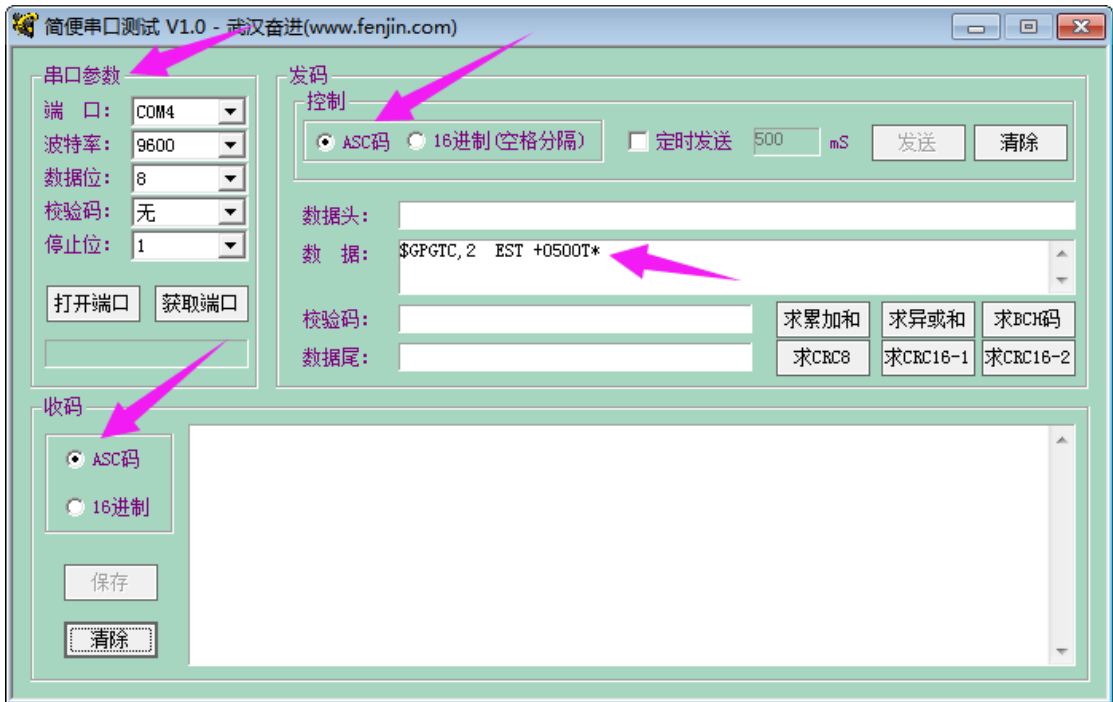 简便串口测试 V1.0 - 武汉奋进(www.fenjin.com)
串口参数
端 口: COM4
波特率: 9600
数据位: 8
校验码: 无
停止位: 1
打开端口 获取端口
发码
控制
ASC码 16进制(空格分隔) 定时发送 500 mS 发送 清除
数据头:
数 据: $GPGTC,2  EST +0500T*
校验码: 求累加和 求异或和 求BCH码
数据尾: 求CRC8 求CRC16-1 求CRC16-2
收码
ASC码
16进制
保存
清除